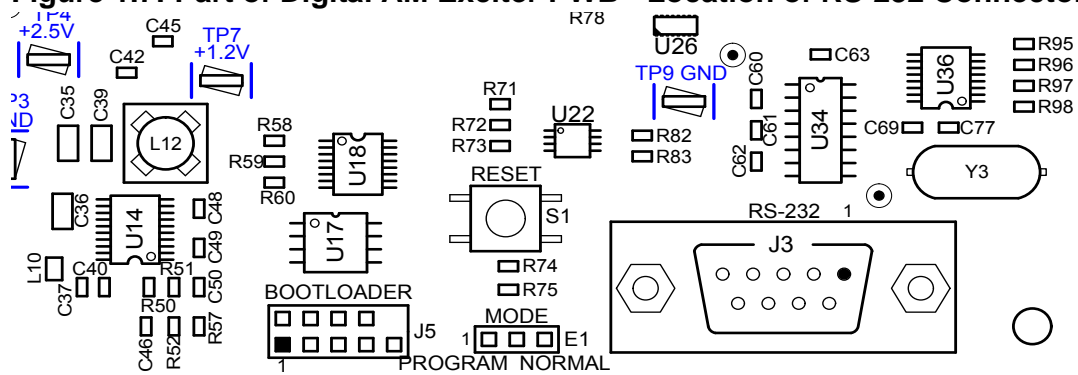 TP4
+2.5V
C45
C42
TP7
+1.2V
C35
C39
L12
C36
U14
C48
C49
L10
C37
C40
R51
C50
R50
C46
R52
R57
R58
R59
R60
U18
U17
BOOTLOADER
J5
1
R78
U26
TP9 GND
R71
R72
R73
U22
RESET
S1
R74
R75
MODE
1
E1
PROGRAM NORMAL
R82
R83
C60
C61
C62
C63
U34
U36
R95
R96
R97
R98
C69
C77
Y3
RS-232 1
J3